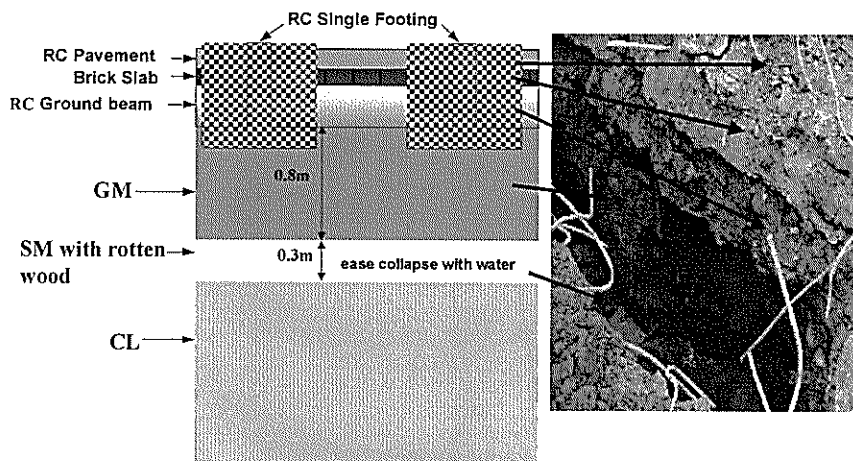 RC Single Footing
RC Pavement
Brick Slab
RC Ground beam
0.8m
GM
SM with rotten
wood
0.3m
ease collapse with water
CL